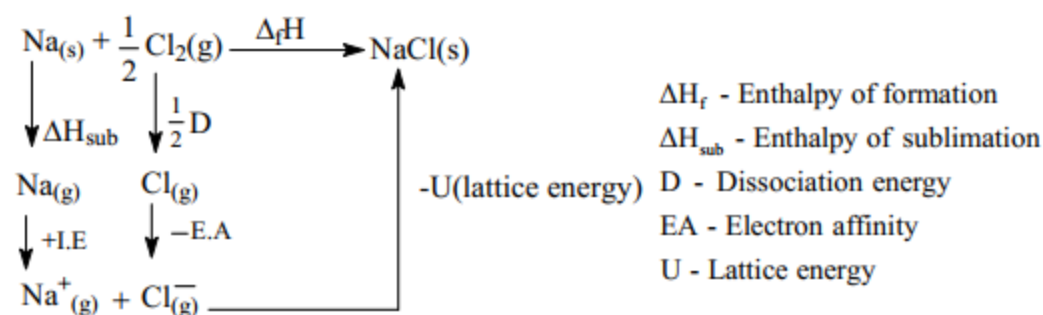 Na(s) + 1/2 Cl₂(g) ΔfH NaCl(s)
ΔHsub 1/2 D
Na(g) Cl(g) -U(lattice energy)
+I.E –E.A
Na⁺(g) + Cl⁻(g)
ΔHf - Enthalpy of formation
ΔHsub - Enthalpy of sublimation
D - Dissociation energy
EA - Electron affinity
U - Lattice energy